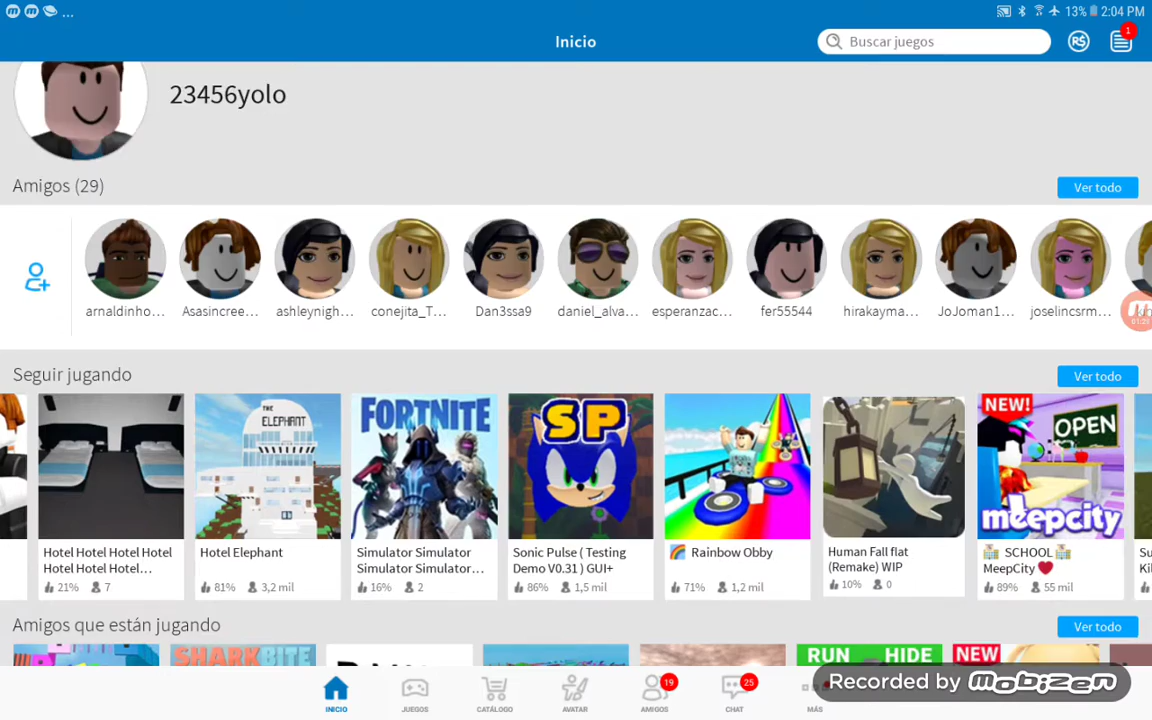 ... 13% 2:04 PM
Inicio
Buscar juegos
R$
1
23456yolo
Amigos (29)
Ver todo
arnaldinho...
Asasincree...
ashleynigh...
conejita_T...
Dan3ssa9
daniel_alva...
esperanzac...
fer55544
hirakayma...
JoJoman1...
joselincsrm...
Seguir jugando
Ver todo
THE
ELEPHANT
FORTNITE
SP
NEW!
OPEN
meepcity
Hotel Hotel Hotel Hotel
Hotel Hotel Hotel...
21% 7
Hotel Elephant
81% 3,2 mil
Simulator Simulator
Simulator Simulator...
16% 2
Sonic Pulse ( Testing
Demo V0.31 ) GUI+
86% 1,5 mil
🌈 Rainbow Obby
71% 1,2 mil
Human Fall flat
(Remake) WIP
10% 0
🏫 SCHOOL 🏫
MeepCity ❤️
89% 55 mil
Su
Kil
Amigos que están jugando
Ver todo
SHARKBITE
RUN HIDE
NEW
Recorded by mobizen
INICIO
JUEGOS
CATÁLOGO
AVATAR
19
AMIGOS
25
CHAT
MÁS